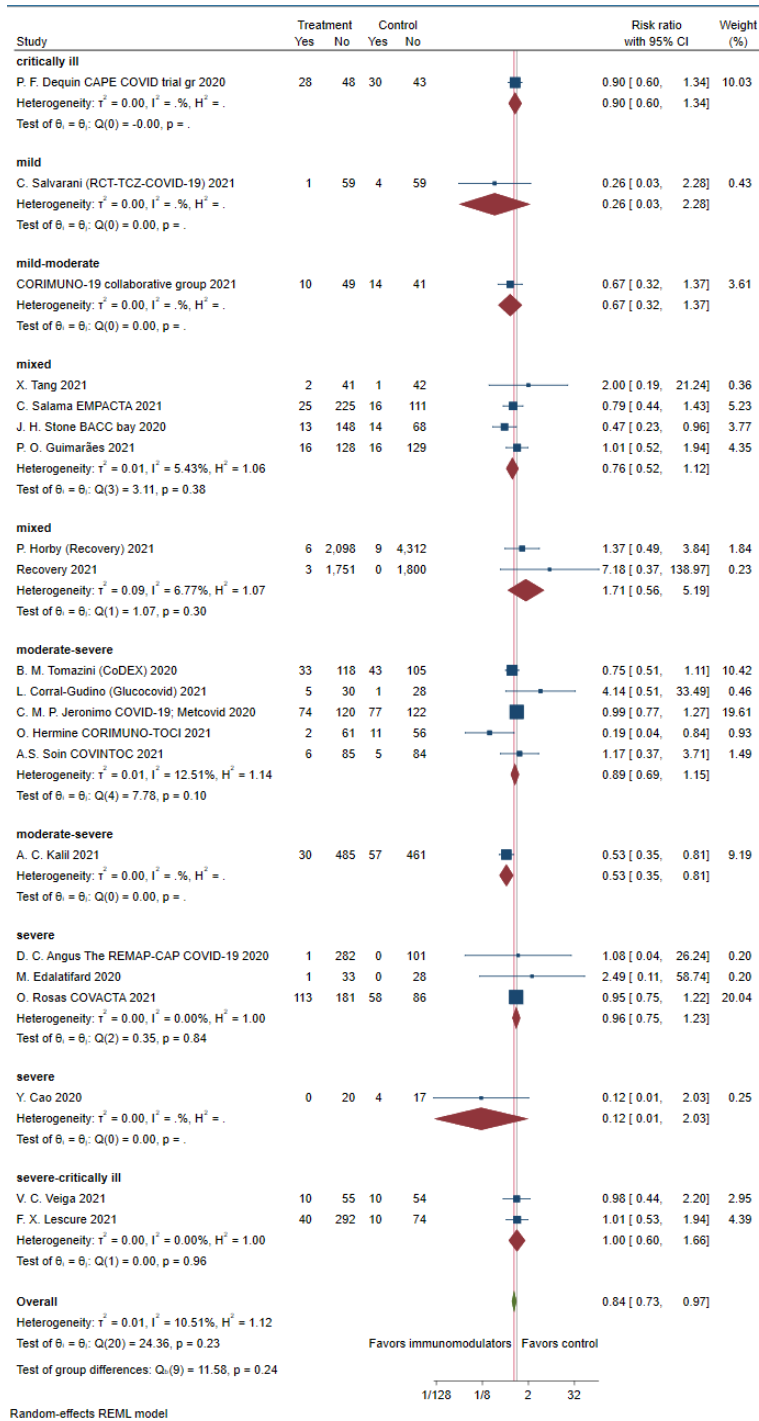 Treatment Control Risk ratio Weight
Study Yes No Yes No with 95% CI (%)
critically ill
P. F. Dequin CAPE COVID trial gr 2020 28 48 30 43 0.90 [ 0.60, 1.34] 10.03
Heterogeneity: τ² = 0.00, I² = .%, H² = . 0.90 [ 0.60, 1.34]
Test of θᵢ = θⱼ: Q(0) = -0.00, p = .
mild
C. Salvarani (RCT-TCZ-COVID-19) 2021 1 59 4 59 0.26 [ 0.03, 2.28] 0.43
Heterogeneity: τ² = 0.00, I² = .%, H² = . 0.26 [ 0.03, 2.28]
Test of θᵢ = θⱼ: Q(0) = 0.00, p = .
mild-moderate
CORIMUNO-19 collaborative group 2021 10 49 14 41 0.67 [ 0.32, 1.37] 3.61
Heterogeneity: τ² = 0.00, I² = .%, H² = . 0.67 [ 0.32, 1.37]
Test of θᵢ = θⱼ: Q(0) = 0.00, p = .
mixed
X. Tang 2021 2 41 1 42 2.00 [ 0.19, 21.24] 0.36
C. Salama EMPACTA 2021 25 225 16 111 0.79 [ 0.44, 1.43] 5.23
J. H. Stone BACC bay 2020 13 148 14 68 0.47 [ 0.23, 0.96] 3.77
P. O. Guimarães 2021 16 128 16 129 1.01 [ 0.52, 1.94] 4.35
Heterogeneity: τ² = 0.01, I² = 5.43%, H² = 1.06 0.76 [ 0.52, 1.12]
Test of θᵢ = θⱼ: Q(3) = 3.11, p = 0.38
mixed
P. Horby (Recovery) 2021 6 2,098 9 4,312 1.37 [ 0.49, 3.84] 1.84
Recovery 2021 3 1,751 0 1,800 7.18 [ 0.37, 138.97] 0.23
Heterogeneity: τ² = 0.09, I² = 6.77%, H² = 1.07 1.71 [ 0.56, 5.19]
Test of θᵢ = θⱼ: Q(1) = 1.07, p = 0.30
moderate-severe
B. M. Tomazini (CoDEX) 2020 33 118 43 105 0.75 [ 0.51, 1.11] 10.42
L. Corral-Gudino (Glucocovid) 2021 5 30 1 28 4.14 [ 0.51, 33.49] 0.46
C. M. P. Jeronimo COVID-19; Metcovid 2020 74 120 77 122 0.99 [ 0.77, 1.27] 19.61
O. Hermine CORIMUNO-TOCI 2021 2 61 11 56 0.19 [ 0.04, 0.84] 0.93
A.S. Soin COVINTOC 2021 6 85 5 84 1.17 [ 0.37, 3.71] 1.49
Heterogeneity: τ² = 0.01, I² = 12.51%, H² = 1.14 0.89 [ 0.69, 1.15]
Test of θᵢ = θⱼ: Q(4) = 7.78, p = 0.10
moderate-severe
A. C. Kalil 2021 30 485 57 461 0.53 [ 0.35, 0.81] 9.19
Heterogeneity: τ² = 0.00, I² = .%, H² = . 0.53 [ 0.35, 0.81]
Test of θᵢ = θⱼ: Q(0) = 0.00, p = .
severe
D. C. Angus The REMAP-CAP COVID-19 2020 1 282 0 101 1.08 [ 0.04, 26.24] 0.20
M. Edalatifard 2020 1 33 0 28 2.49 [ 0.11, 58.74] 0.20
O. Rosas COVACTA 2021 113 181 58 86 0.95 [ 0.75, 1.22] 20.04
Heterogeneity: τ² = 0.00, I² = 0.00%, H² = 1.00 0.96 [ 0.75, 1.23]
Test of θᵢ = θⱼ: Q(2) = 0.35, p = 0.84
severe
Y. Cao 2020 0 20 4 17 0.12 [ 0.01, 2.03] 0.25
Heterogeneity: τ² = 0.00, I² = .%, H² = . 0.12 [ 0.01, 2.03]
Test of θᵢ = θⱼ: Q(0) = 0.00, p = .
severe-critically ill
V. C. Veiga 2021 10 55 10 54 0.98 [ 0.44, 2.20] 2.95
F. X. Lescure 2021 40 292 10 74 1.01 [ 0.53, 1.94] 4.39
Heterogeneity: τ² = 0.00, I² = 0.00%, H² = 1.00 1.00 [ 0.60, 1.66]
Test of θᵢ = θⱼ: Q(1) = 0.00, p = 0.96
Overall 0.84 [ 0.73, 0.97]
Heterogeneity: τ² = 0.01, I² = 10.51%, H² = 1.12
Test of θᵢ = θⱼ: Q(20) = 24.36, p = 0.23 Favors immunomodulators Favors control
Test of group differences: Q_b(9) = 11.58, p = 0.24
1/128 1/8 2 32
Random-effects REML model